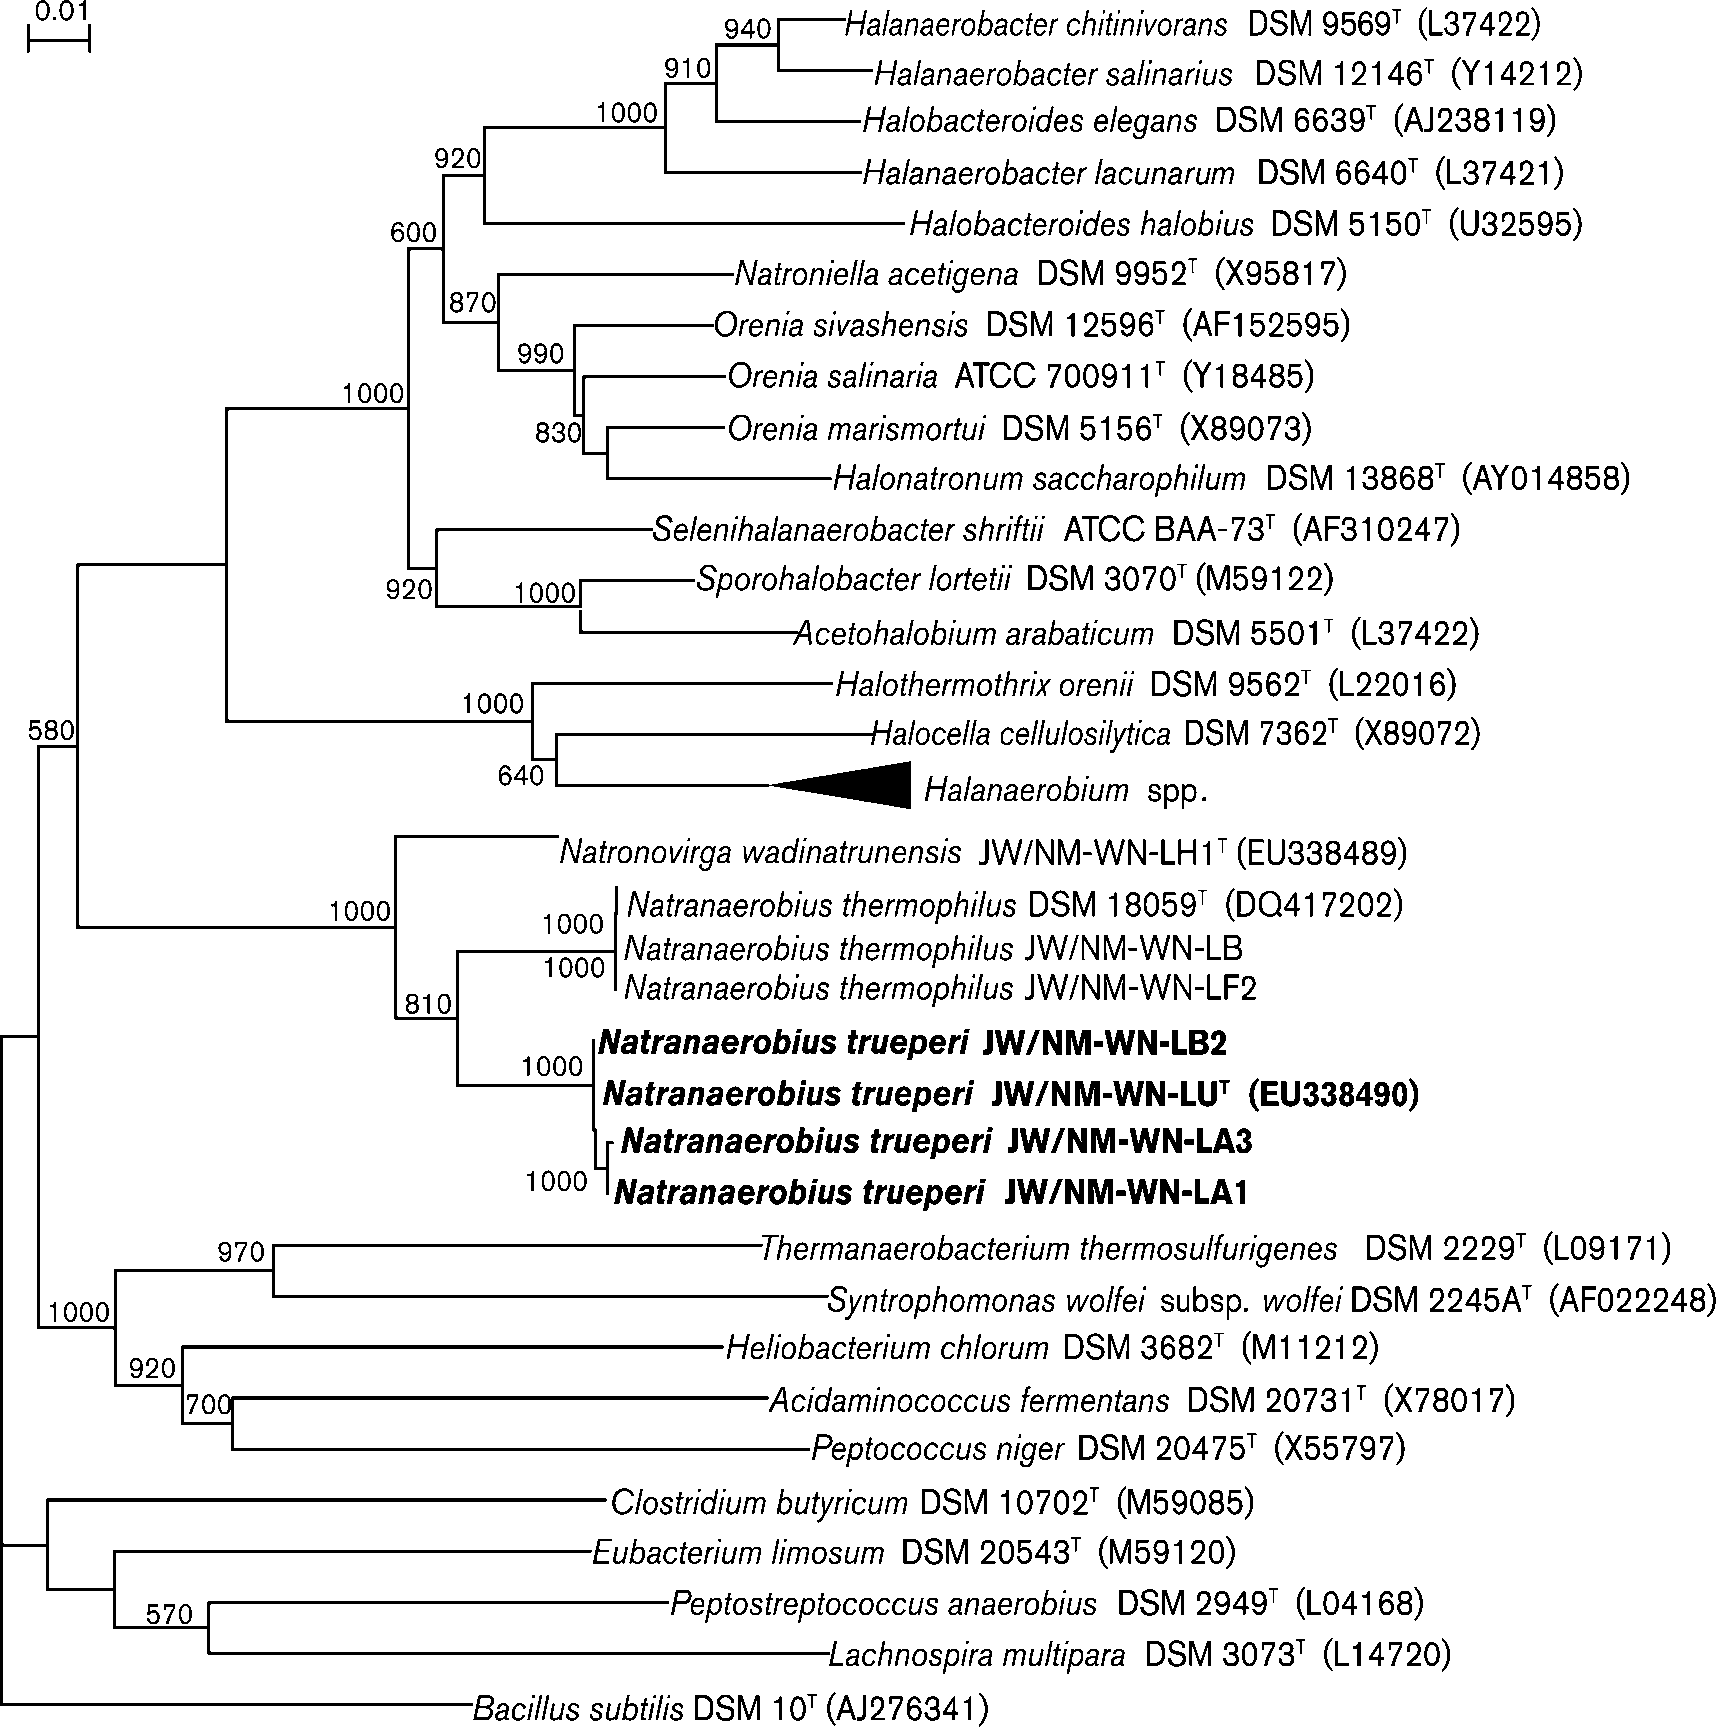 0.01
940
Halanaerobacter chitinivorans DSM 9569ᵀ (L37422)
910
Halanaerobacter salinarius DSM 12146ᵀ (Y14212)
1000
Halobacteroides elegans DSM 6639ᵀ (AJ238119)
920
Halanaerobacter lacunarum DSM 6640ᵀ (L37421)
600
Halobacteroides halobius DSM 5150ᵀ (U32595)
870
Natroniella acetigena DSM 9952ᵀ (X95817)
Orenia sivashensis DSM 12596ᵀ (AF152595)
990
Orenia salinaria ATCC 700911ᵀ (Y18485)
1000
830
Orenia marismortui DSM 5156ᵀ (X89073)
Halonatronum saccharophilum DSM 13868ᵀ (AY014858)
Selenihalanaerobacter shriftii ATCC BAA-73ᵀ (AF310247)
920
1000
Sporohalobacter lortetii DSM 3070ᵀ (M59122)
Acetohalobium arabaticum DSM 5501ᵀ (L37422)
1000
Halothermothrix orenii DSM 9562ᵀ (L22016)
580
Halocella cellulosilytica DSM 7362ᵀ (X89072)
640
Halanaerobium spp.
Natronovirga wadinatrunensis JW/NM-WN-LH1ᵀ (EU338489)
1000
1000
Natranaerobius thermophilus DSM 18059ᵀ (DQ417202)
Natranaerobius thermophilus JW/NM-WN-LB
1000
Natranaerobius thermophilus JW/NM-WN-LF2
810
Natranaerobius trueperi JW/NM-WN-LB2
1000
Natranaerobius trueperi JW/NM-WN-LUᵀ (EU338490)
Natranaerobius trueperi JW/NM-WN-LA3
1000
Natranaerobius trueperi JW/NM-WN-LA1
970
Thermanaerobacterium thermosulfurigenes DSM 2229ᵀ (L09171)
1000
Syntrophomonas wolfei subsp. wolfei DSM 2245Aᵀ (AF022248)
920
Heliobacterium chlorum DSM 3682ᵀ (M11212)
700
Acidaminococcus fermentans DSM 20731ᵀ (X78017)
Peptococcus niger DSM 20475ᵀ (X55797)
Clostridium butyricum DSM 10702ᵀ (M59085)
Eubacterium limosum DSM 20543ᵀ (M59120)
570
Peptostreptococcus anaerobius DSM 2949ᵀ (L04168)
Lachnospira multipara DSM 3073ᵀ (L14720)
Bacillus subtilis DSM 10ᵀ (AJ276341)